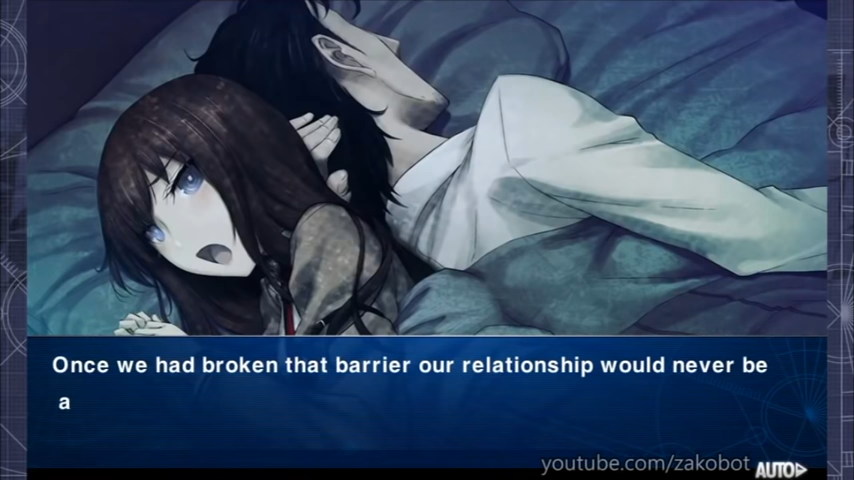 Once we had broken that barrier our relationship would never be
a
youtube.com/zakobot
AUTO